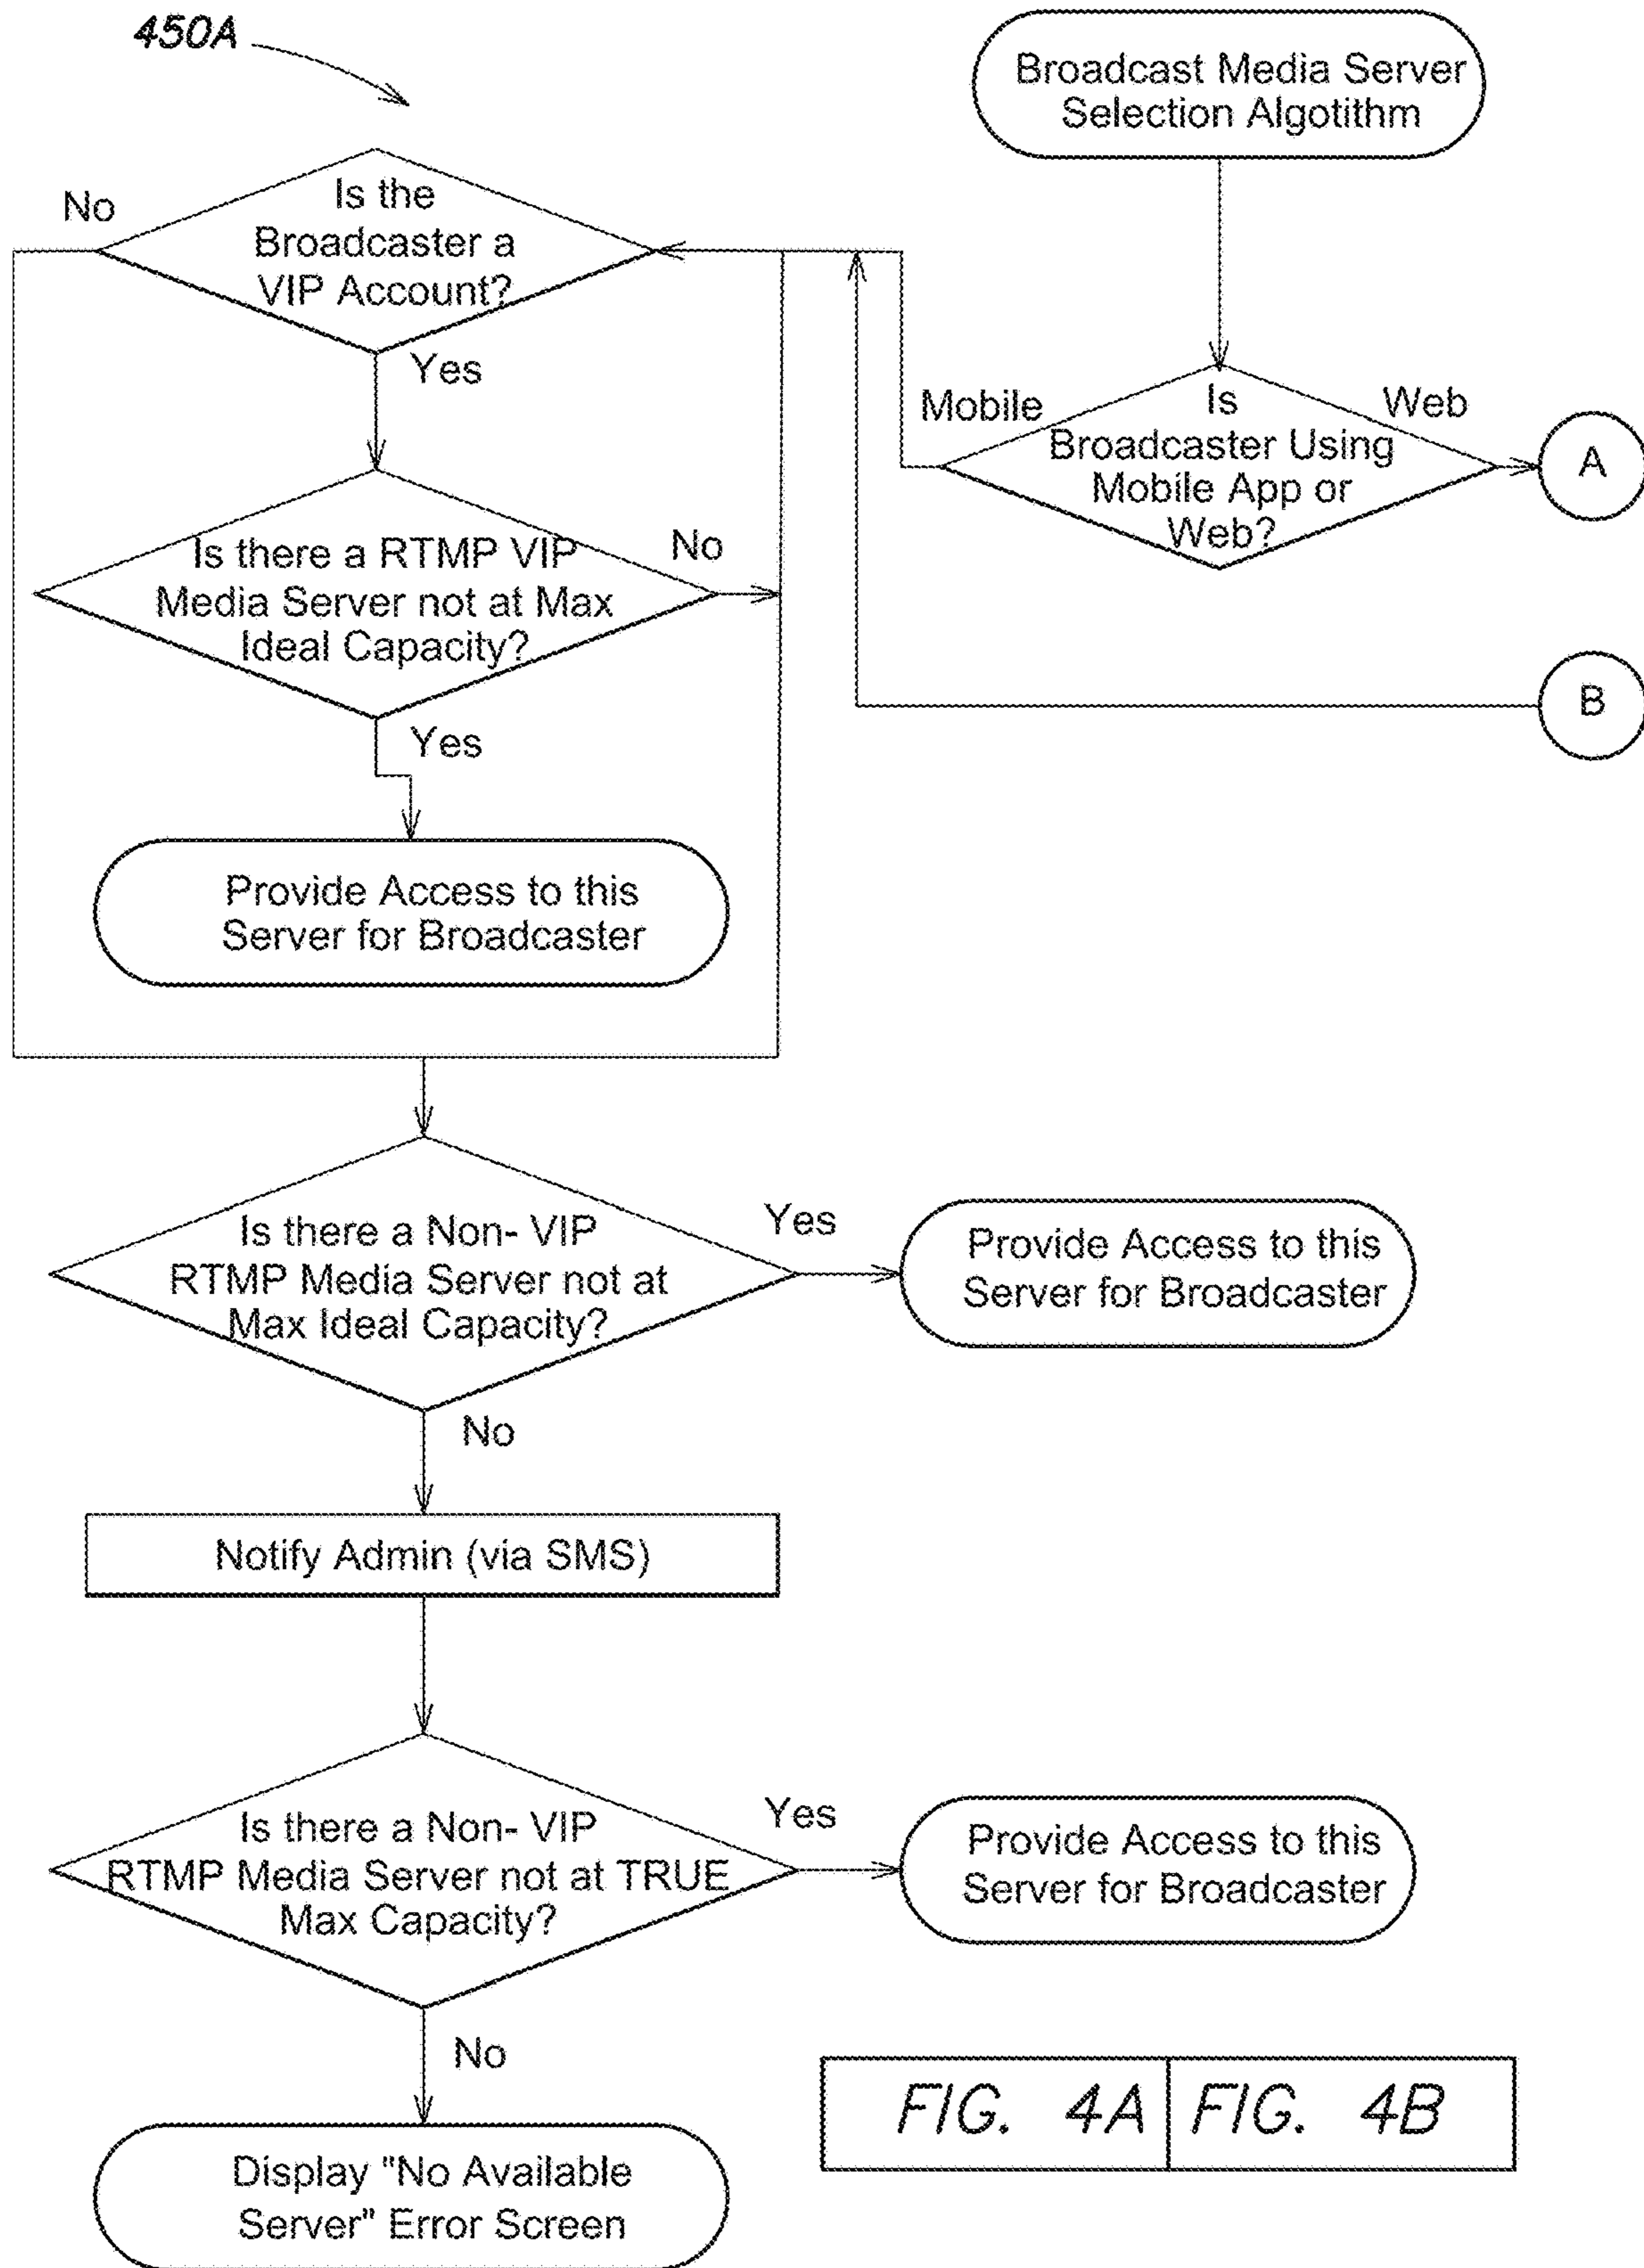 450A
Broadcast Media Server
Selection Algotithm
No
Is the
Broadcaster a
VIP Account?
Yes
Mobile
Is
Broadcaster Using
Mobile App or
Web?
Web
A
Is there a RTMP VIP
Media Server not at Max
Ideal Capacity?
No
Yes
B
Provide Access to this
Server for Broadcaster
Is there a Non- VIP
RTMP Media Server not at
Max Ideal Capacity?
Yes
Provide Access to this
Server for Broadcaster
No
Notify Admin (via SMS)
Is there a Non- VIP
RTMP Media Server not at TRUE
Max Capacity?
Yes
Provide Access to this
Server for Broadcaster
No
Display "No Available
Server" Error Screen
FIG. 4A
FIG. 4B